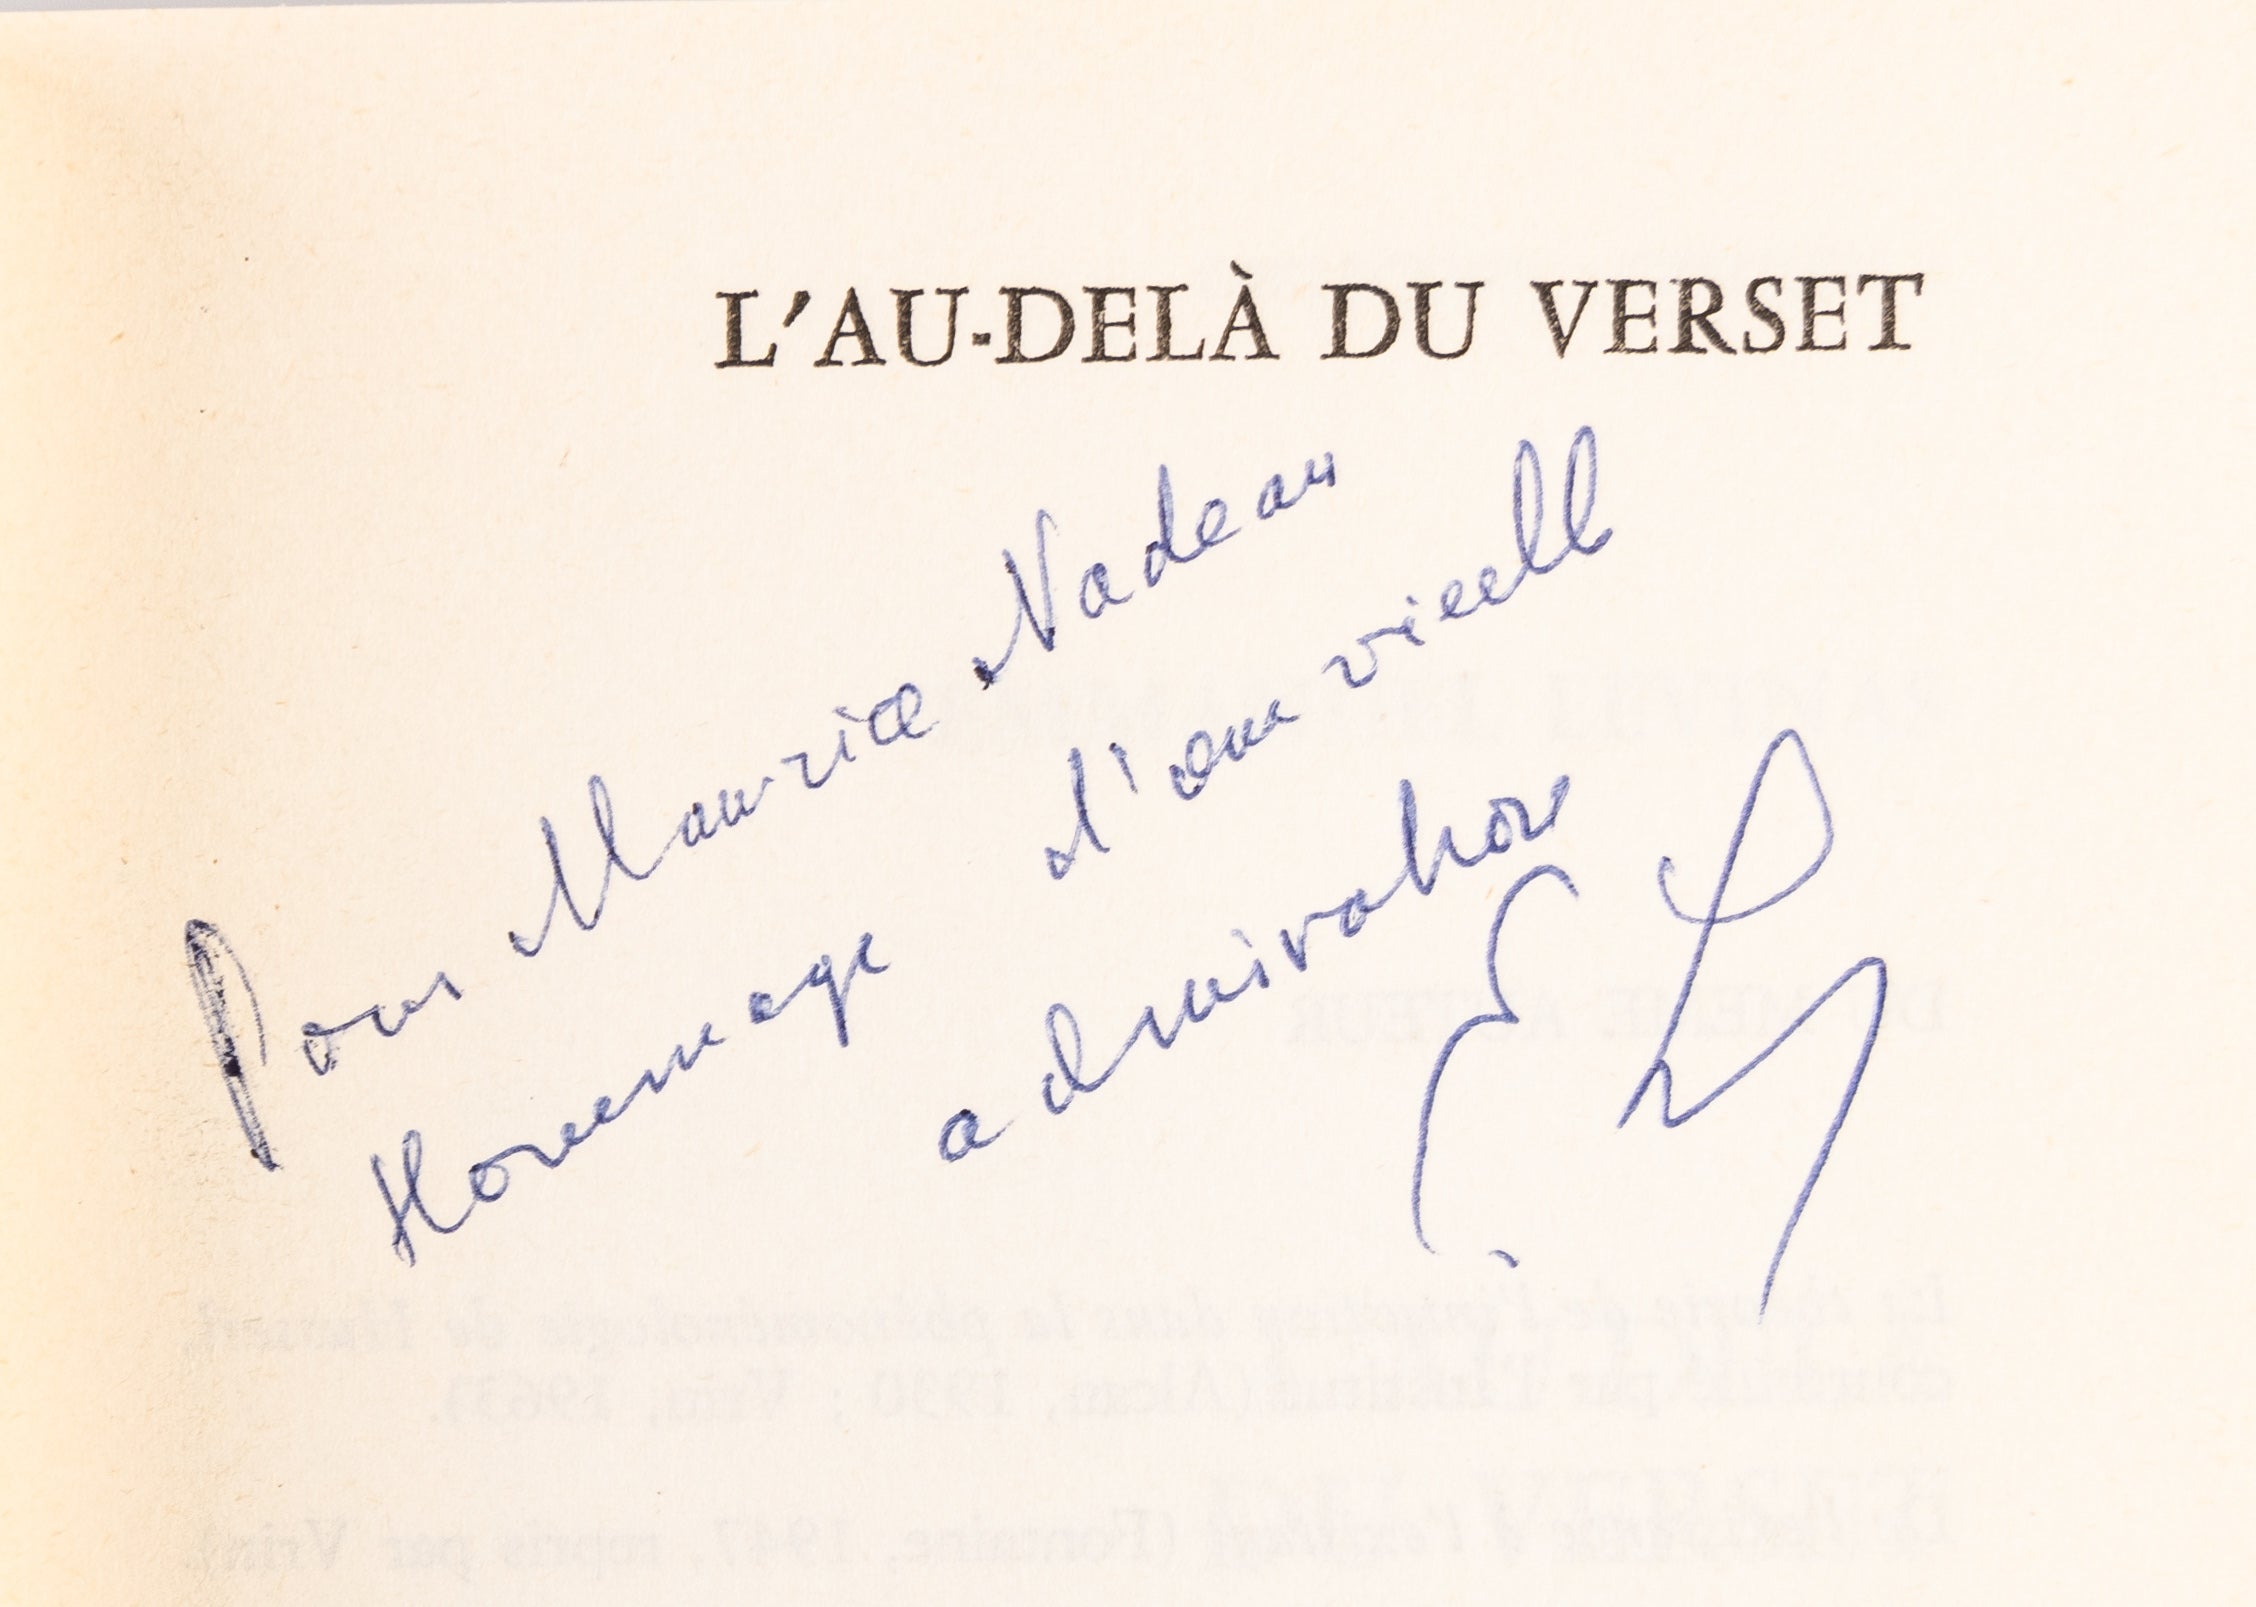 L'AU-DELÀ DU VERSET
Pour Maurice Nadeau
Hommage d'une vieille
admiration